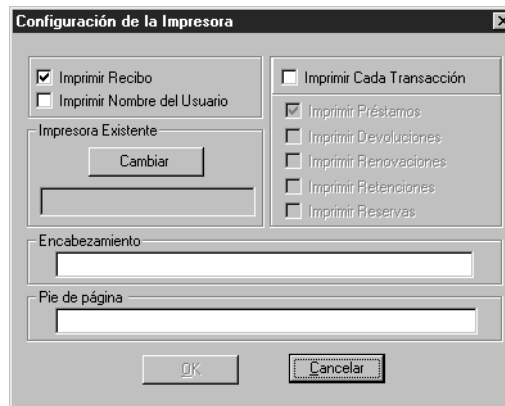 Configuración de la Impresora
Imprimir Recibo
Imprimir Nombre del Usuario
Imprimir Cada Transacción
Imprimir Préstamos
Imprimir Devoluciones
Imprimir Renovaciones
Imprimir Retenciones
Imprimir Reservas
Impresora Existente
Cambiar
Encabezamiento
Pie de página
OK
Cancelar